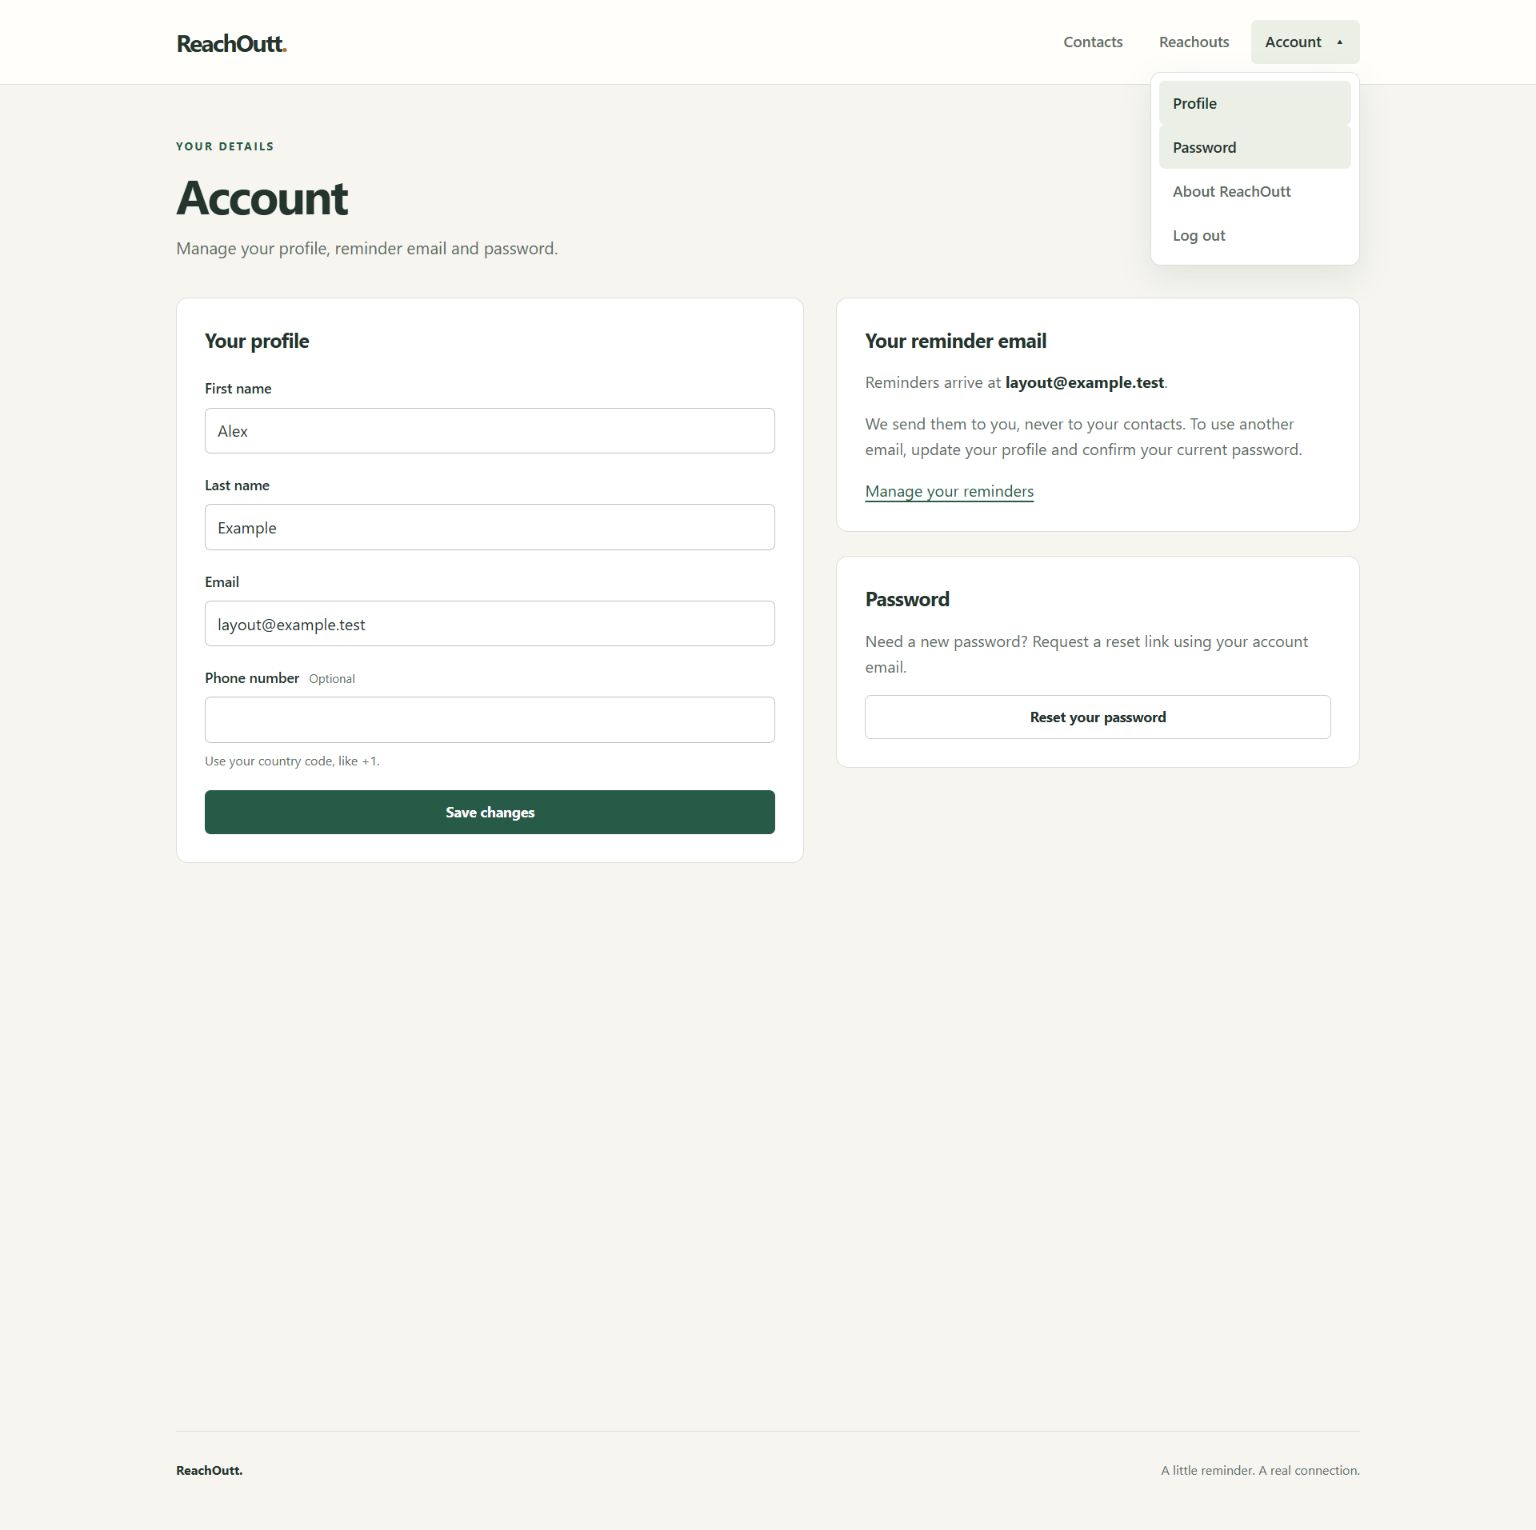 ReachOutt.
Contacts
Reachouts
Account
Profile
Password
About ReachOutt
Log out
YOUR DETAILS
Account
Manage your profile, reminder email and password.
Your profile
First name
Alex
Last name
Example
Email
layout@example.test
Phone number Optional
Use your country code, like +1.
Save changes
Your reminder email
Reminders arrive at layout@example.test.
We send them to you, never to your contacts. To use another
email, update your profile and confirm your current password.
Manage your reminders
Password
Need a new password? Request a reset link using your account
email.
Reset your password
ReachOutt.
A little reminder. A real connection.